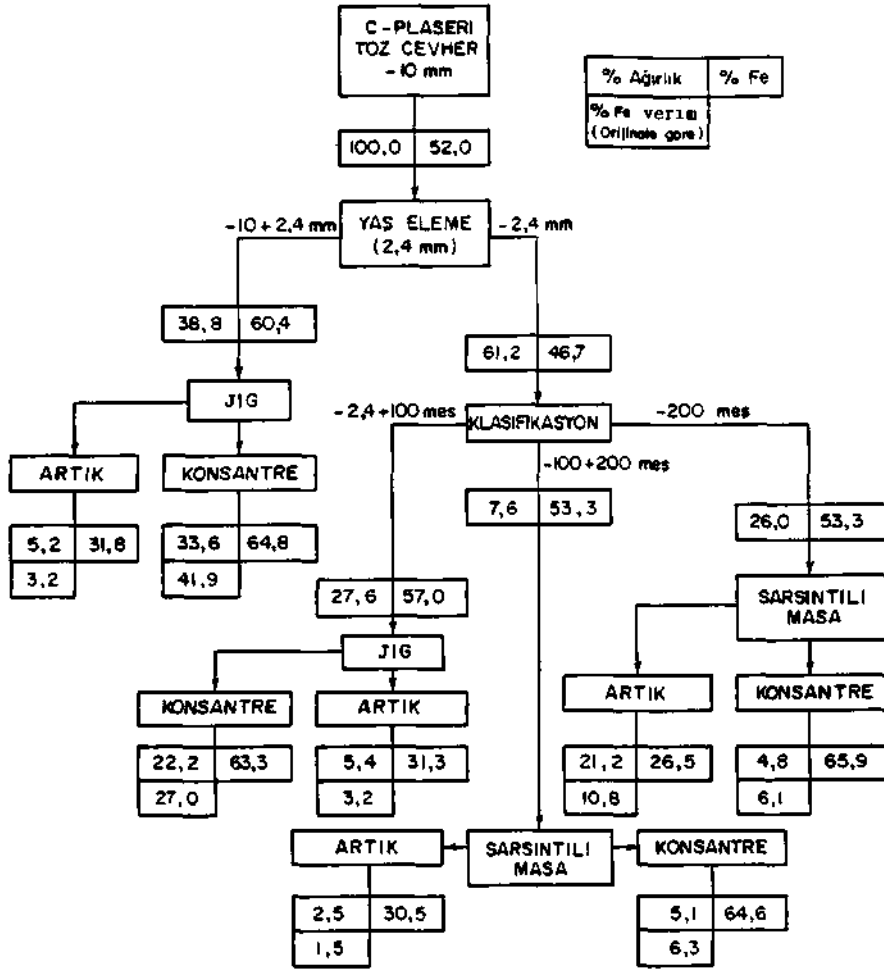 C-PLASERİ
TOZ CEVHER
-10 mm
% Ağırlık % Fe
% Fe verim
(Orijinale göre)
100,0 52,0
YAŞ ELEME
(2,4 mm)
-10+2,4 mm
-2,4 mm
38,8 60,4
61,2 46,7
JIG
KLASIFIKASYON
-2,4+100 meş
-200 meş
-100+200 meş
ARTIK
KONSANTRE
7,6 53,3
26,0 53,3
5,2 31,8
3,2
33,6 64,8
41,9
27,6 57,0
SARSINTILI
MASA
JIG
KONSANTRE
ARTIK
ARTIK
KONSANTRE
22,2 63,3
27,0
5,4 31,3
3,2
21,2 26,5
10,8
4,8 65,9
6,1
ARTIK
SARSINTILI
MASA
KONSANTRE
2,5 30,5
1,5
5,1 64,6
6,3